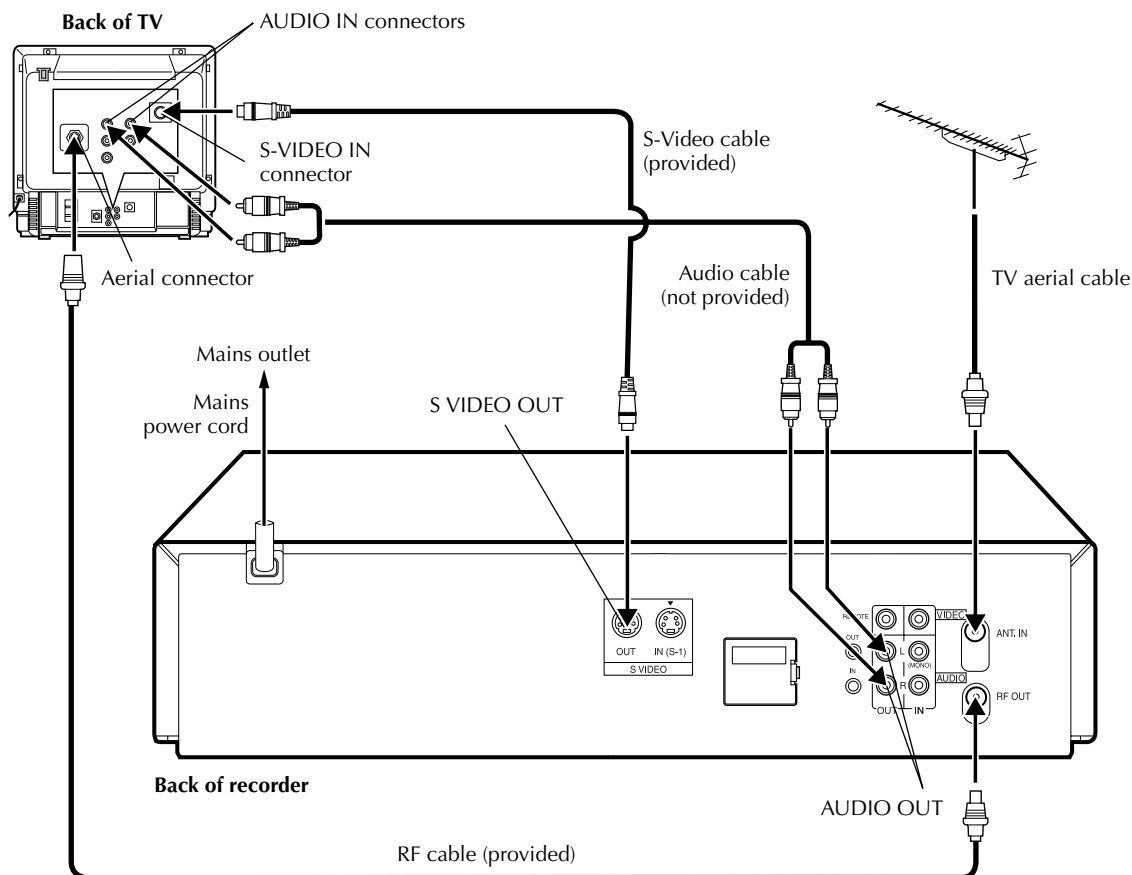 Back of TV
AUDIO IN connectors
S-VIDEO IN
connector
S-Video cable
(provided)
Aerial connector
Audio cable
(not provided)
TV aerial cable
Mains outlet
Mains
power cord
S VIDEO OUT
OUT
IN (S-1)
S VIDEO
REMOTE
OUT
IN
VIDEO
L
(MONO)
AUDIO
R
OUT
IN
ANT. IN
RF OUT
Back of recorder
AUDIO OUT
RF cable (provided)